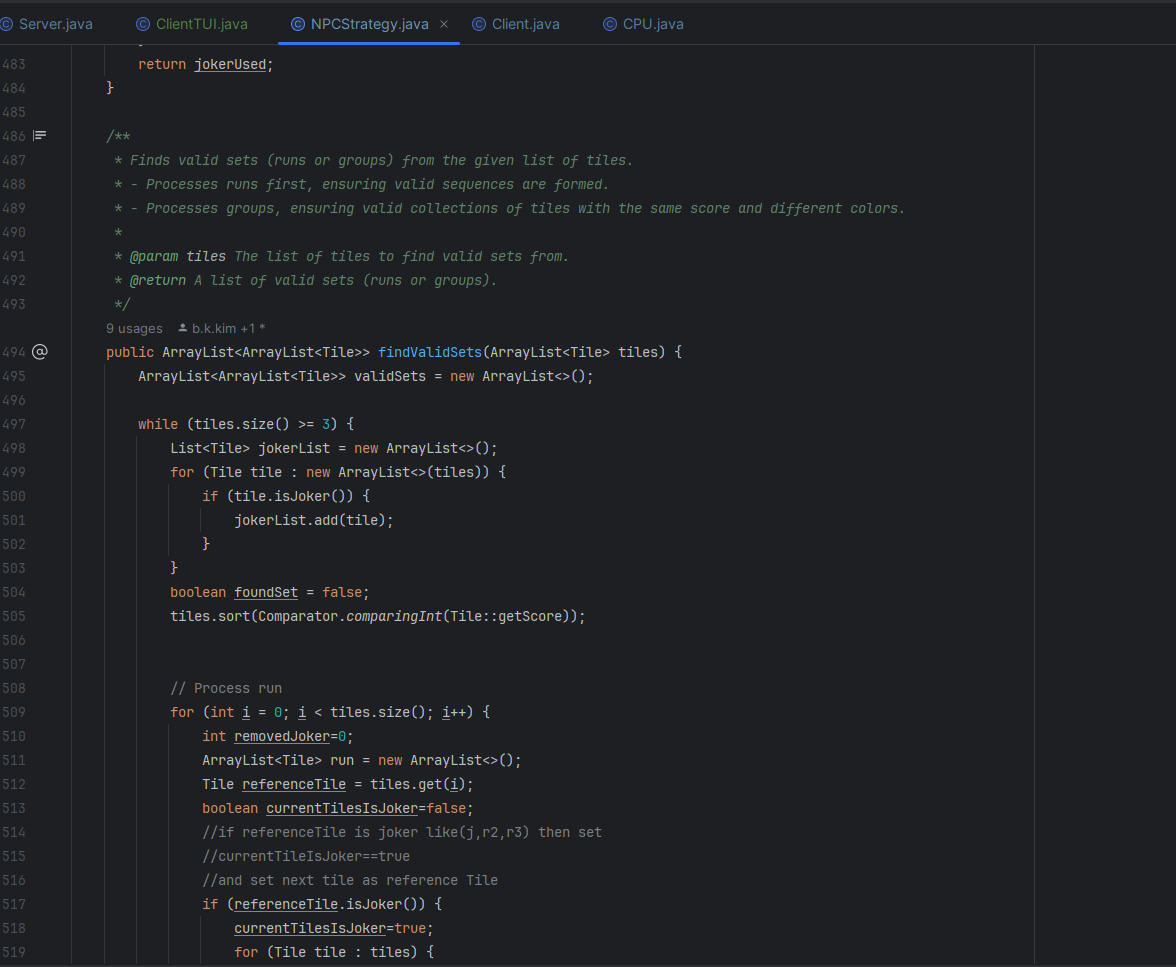 Server.java ClientTUI.java NPCStrategy.java × Client.java CPU.java
483 return jokerUsed;
484 }
485
486 /**
487 * Finds valid sets (runs or groups) from the given list of tiles.
488 * - Processes runs first, ensuring valid sequences are formed.
489 * - Processes groups, ensuring valid collections of tiles with the same score and different colors.
490 *
491 * @param tiles The list of tiles to find valid sets from.
492 * @return A list of valid sets (runs or groups).
493 */
9 usages b.k.kim +1 *
494 public ArrayList<ArrayList<Tile>> findValidSets(ArrayList<Tile> tiles) {
495 ArrayList<ArrayList<Tile>> validSets = new ArrayList<>();
496
497 while (tiles.size() >= 3) {
498 List<Tile> jokerList = new ArrayList<>();
499 for (Tile tile : new ArrayList<>(tiles)) {
500 if (tile.isJoker()) {
501 jokerList.add(tile);
502 }
503 }
504 boolean foundSet = false;
505 tiles.sort(Comparator.comparingInt(Tile::getScore));
506
507
508 // Process run
509 for (int i = 0; i < tiles.size(); i++) {
510 int removedJoker=0;
511 ArrayList<Tile> run = new ArrayList<>();
512 Tile referenceTile = tiles.get(i);
513 boolean currentTilesIsJoker=false;
514 //if referenceTile is joker like(j,r2,r3) then set
515 //currentTileIsJoker==true
516 //and set next tile as reference Tile
517 if (referenceTile.isJoker()) {
518 currentTilesIsJoker=true;
519 for (Tile tile : tiles) {